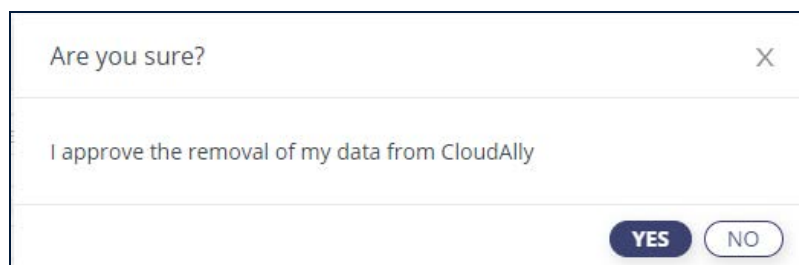 Are you sure?
X
I approve the removal of my data from CloudAlly
YES
NO